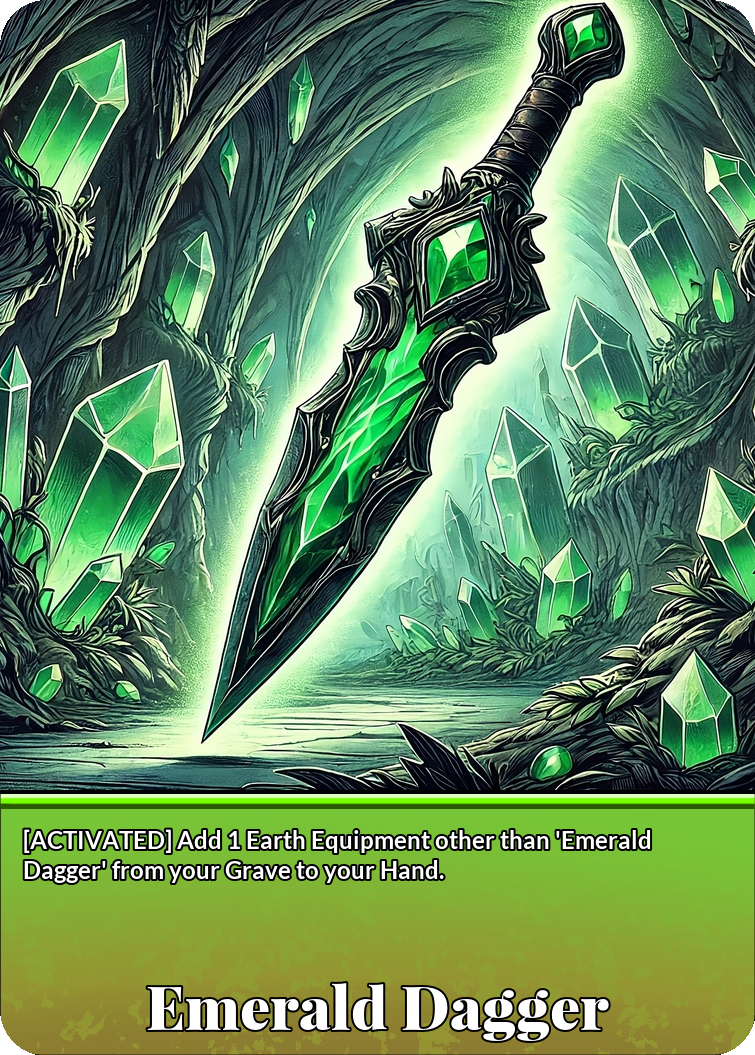 [ACTIVATED] Add 1 Earth Equipment other than 'Emerald
Dagger' from your Grave to your Hand.
Emerald Dagger